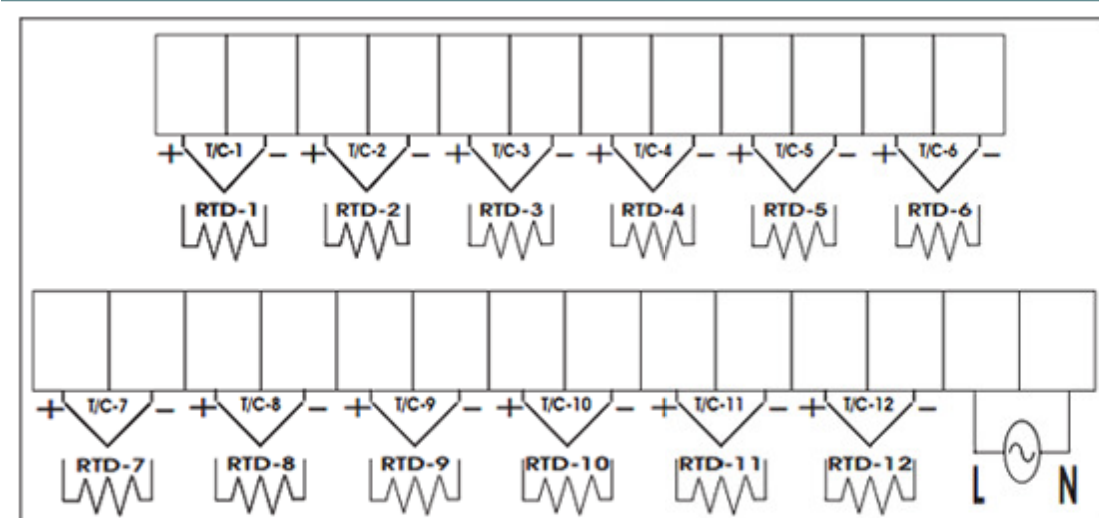 + T/C-1 − + T/C-2 − + T/C-3 − + T/C-4 − + T/C-5 − + T/C-6 −
RTD-1 RTD-2 RTD-3 RTD-4 RTD-5 RTD-6
+ T/C-7 − + T/C-8 − + T/C-9 − + T/C-10 − + T/C-11 − + T/C-12 −
RTD-7 RTD-8 RTD-9 RTD-10 RTD-11 RTD-12
L N